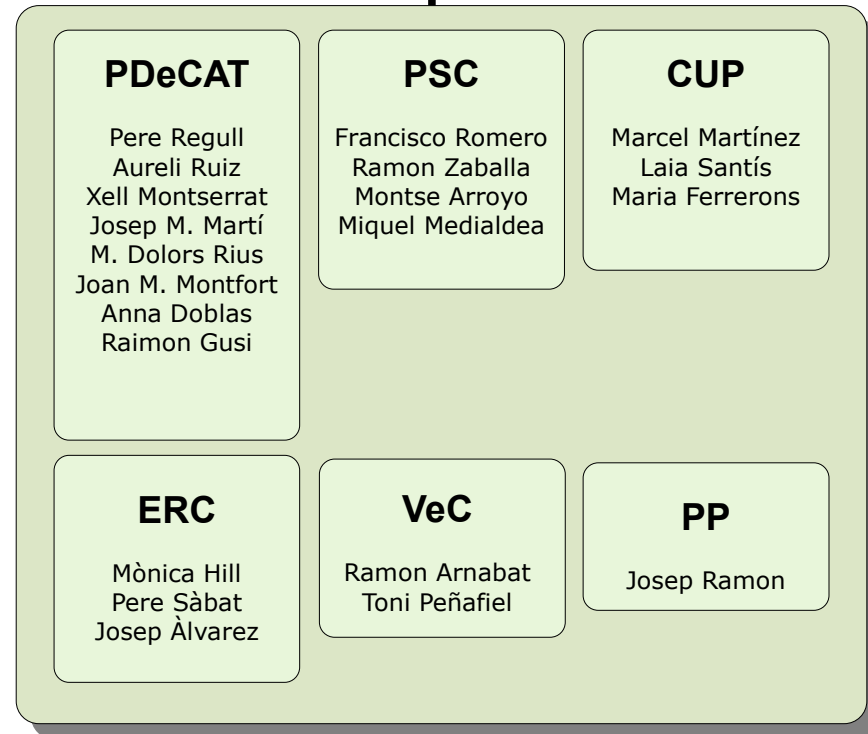 PDeCAT
Pere Regull
Aureli Ruiz
Xell Montserrat
Josep M. Martí
M. Dolors Rius
Joan M. Montfort
Anna Doblas
Raimon Gusi
PSC
Francisco Romero
Ramon Zaballa
Montse Arroyo
Miquel Medialdea
CUP
Marcel Martínez
Laia Santís
Maria Ferrerons
ERC
Mònica Hill
Pere Sàbat
Josep Àlvarez
VeC
Ramon Arnabat
Toni Peñafiel
PP
Josep Ramon